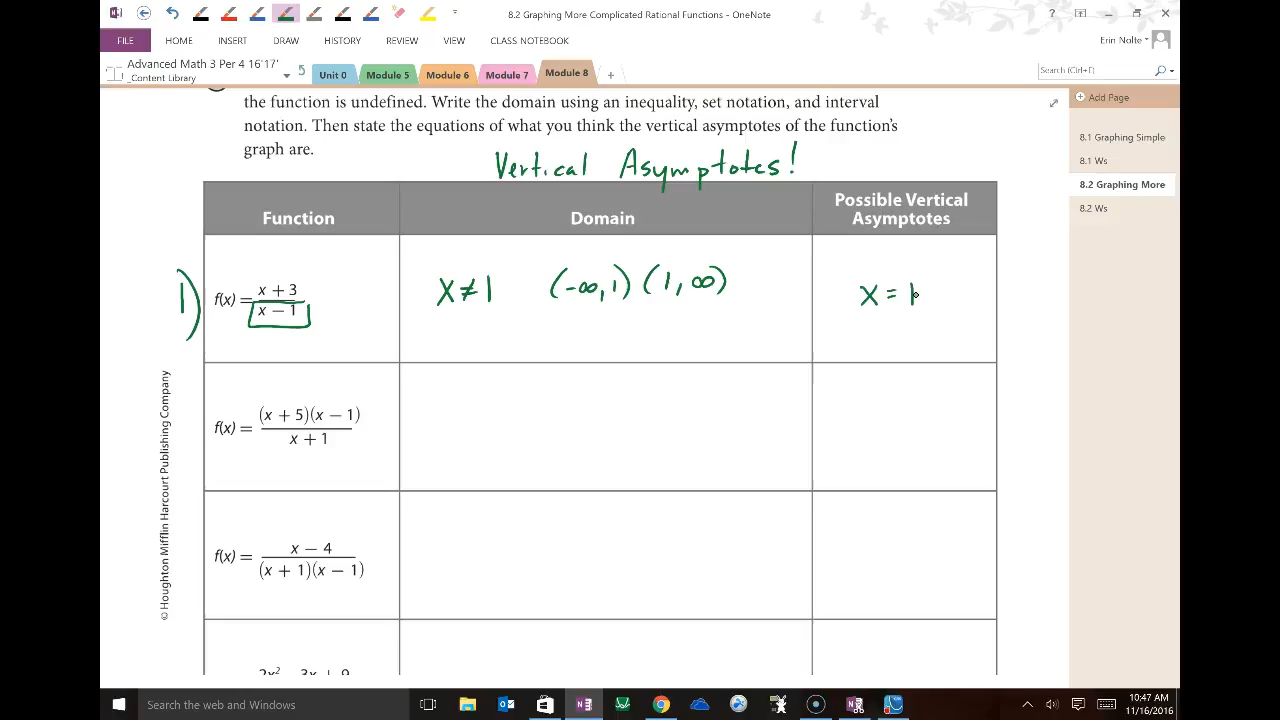 8.2 Graphing More Complicated Rational Functions - OneNote
FILE HOME INSERT DRAW HISTORY REVIEW VIEW CLASS NOTEBOOK
Erin Nolte
Advanced Math 3 Per 4 16'17'
_Content Library
Unit 0 Module 5 Module 6 Module 7 Module 8 +
Search (Ctrl+E)
Add Page
8.1 Graphing Simple
8.1 Ws
8.2 Graphing More
8.2 Ws
the function is undefined. Write the domain using an inequality, set notation, and interval
notation. Then state the equations of what you think the vertical asymptotes of the function's
graph are.
Vertical Asymptotes!
Function Domain Possible Vertical
Asymptotes
1) f(x) = (x + 3)/(x − 1) X ≠ 1 (-∞, 1) (1, ∞) X = 1
f(x) = (x + 5)(x − 1)/(x + 1)
f(x) = (x − 4)/((x + 1)(x − 1))
2x² − 3x + 9
© Houghton Mifflin Harcourt Publishing Company
Search the web and Windows
10:47 AM
11/16/2016